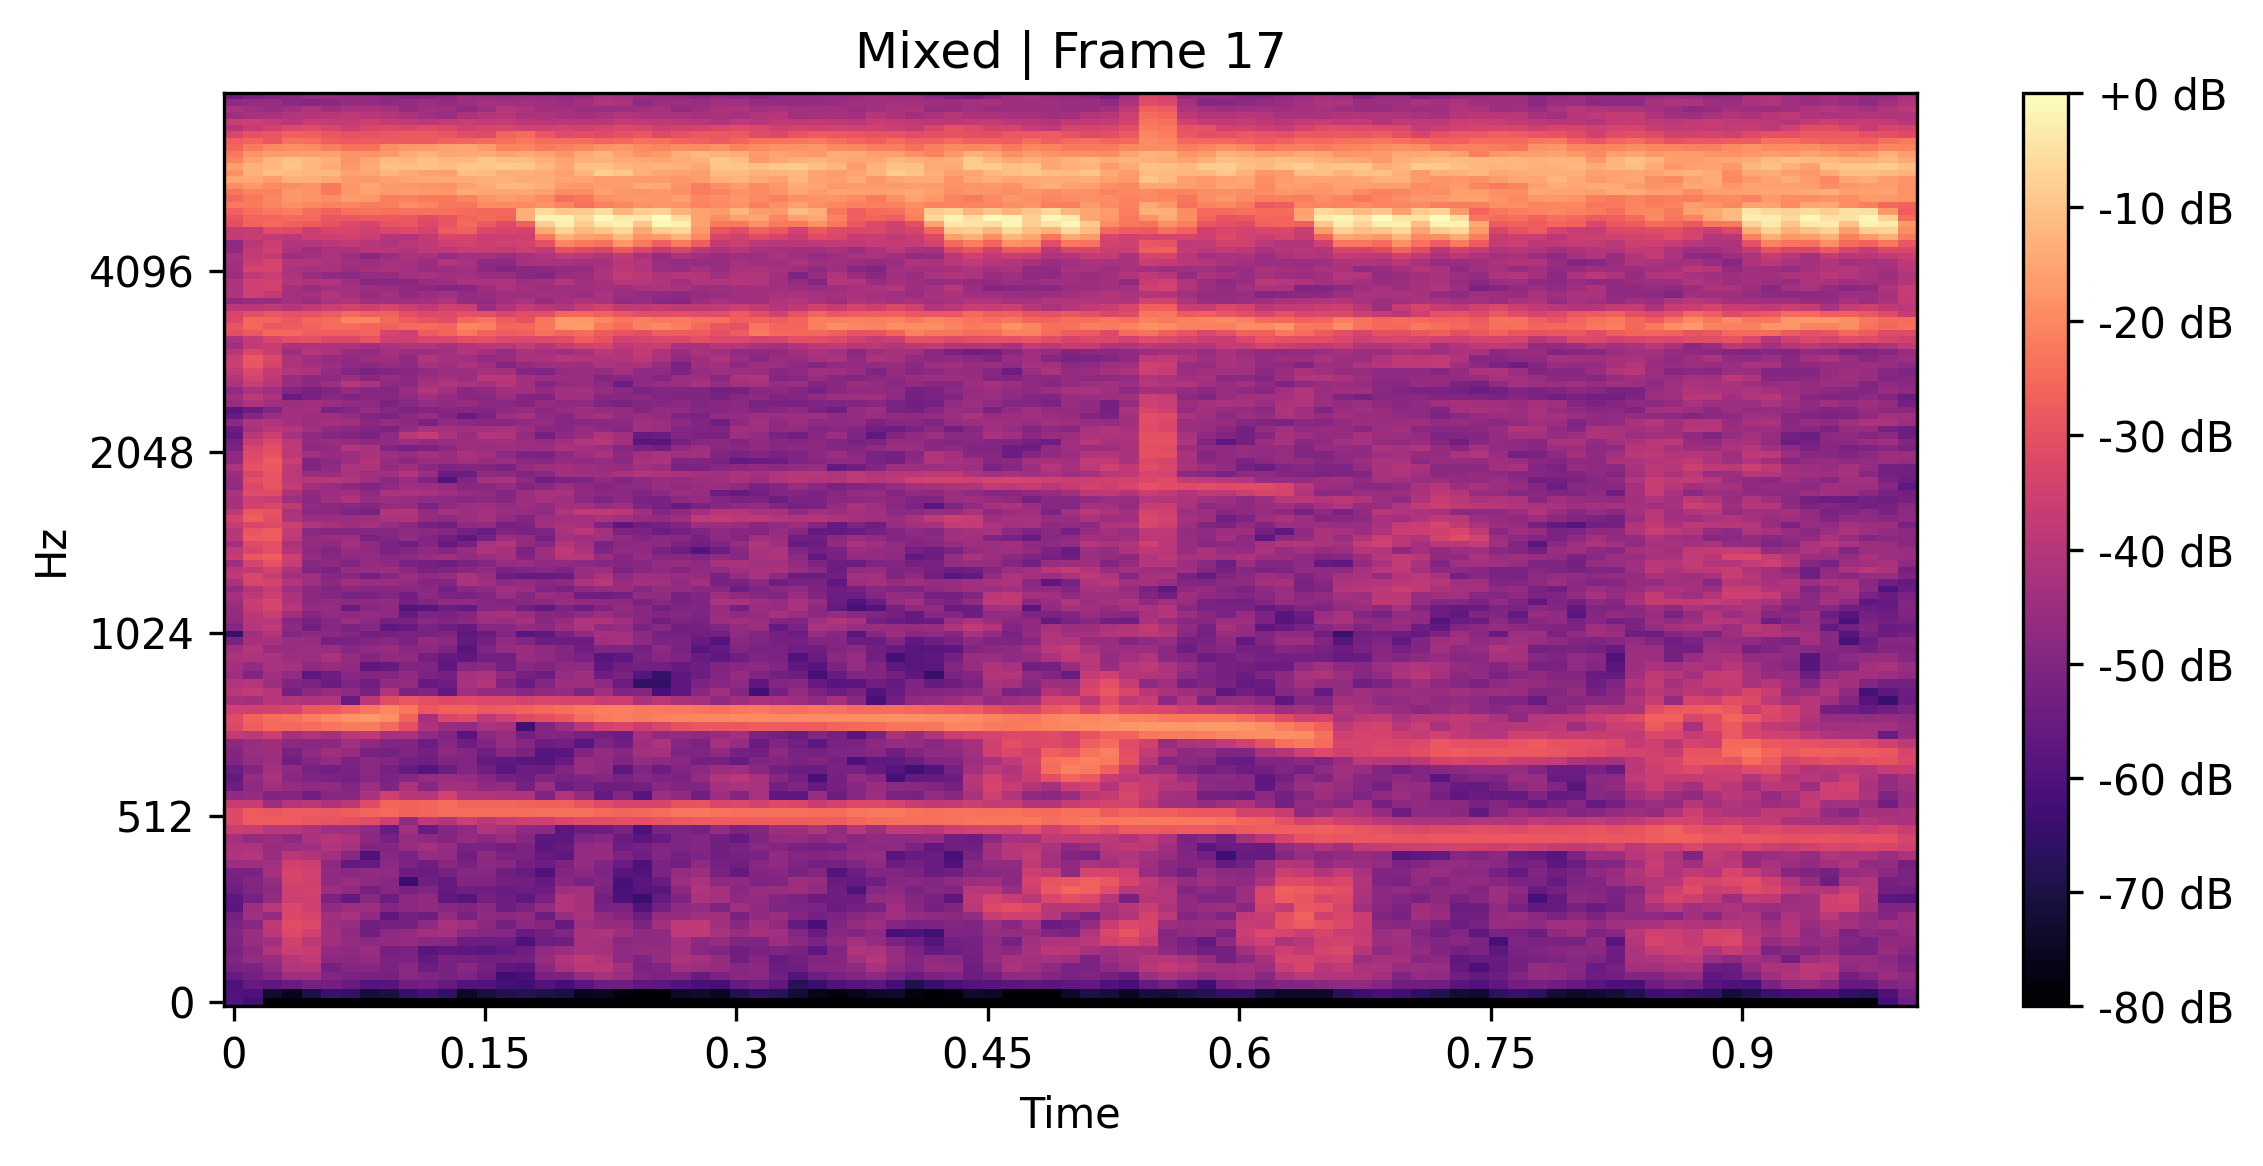 Mixed | Frame 17
Hz
4096
2048
1024
512
0
0 0.15 0.3 0.45 0.6 0.75 0.9
Time
+0 dB
-10 dB
-20 dB
-30 dB
-40 dB
-50 dB
-60 dB
-70 dB
-80 dB